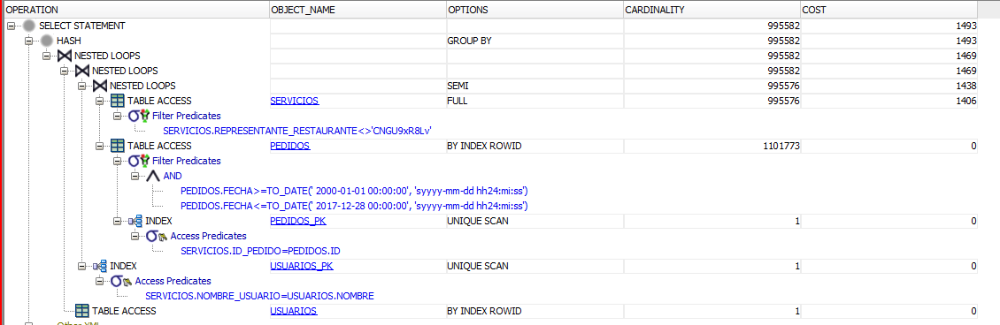 OPERATION OBJECT_NAME OPTIONS CARDINALITY COST
SELECT STATEMENT 995582 1493
HASH GROUP BY 995582 1493
NESTED LOOPS 995582 1469
NESTED LOOPS 995582 1469
NESTED LOOPS SEMI 995576 1438
TABLE ACCESS SERVICIOS FULL 995576 1406
Filter Predicates
SERVICIOS.REPRESENTANTE_RESTAURANTE<>'CNGU9xR8Lv'
TABLE ACCESS PEDIDOS BY INDEX ROWID 1101773 0
Filter Predicates
AND
PEDIDOS.FECHA>=TO_DATE(' 2000-01-01 00:00:00', 'syyyy-mm-dd hh24:mi:ss')
PEDIDOS.FECHA<=TO_DATE(' 2017-12-28 00:00:00', 'syyyy-mm-dd hh24:mi:ss')
INDEX PEDIDOS_PK UNIQUE SCAN 1 0
Access Predicates
SERVICIOS.ID_PEDIDO=PEDIDOS.ID
INDEX USUARIOS_PK UNIQUE SCAN 1 0
Access Predicates
SERVICIOS.NOMBRE_USUARIO=USUARIOS.NOMBRE
TABLE ACCESS USUARIOS BY INDEX ROWID 1 0